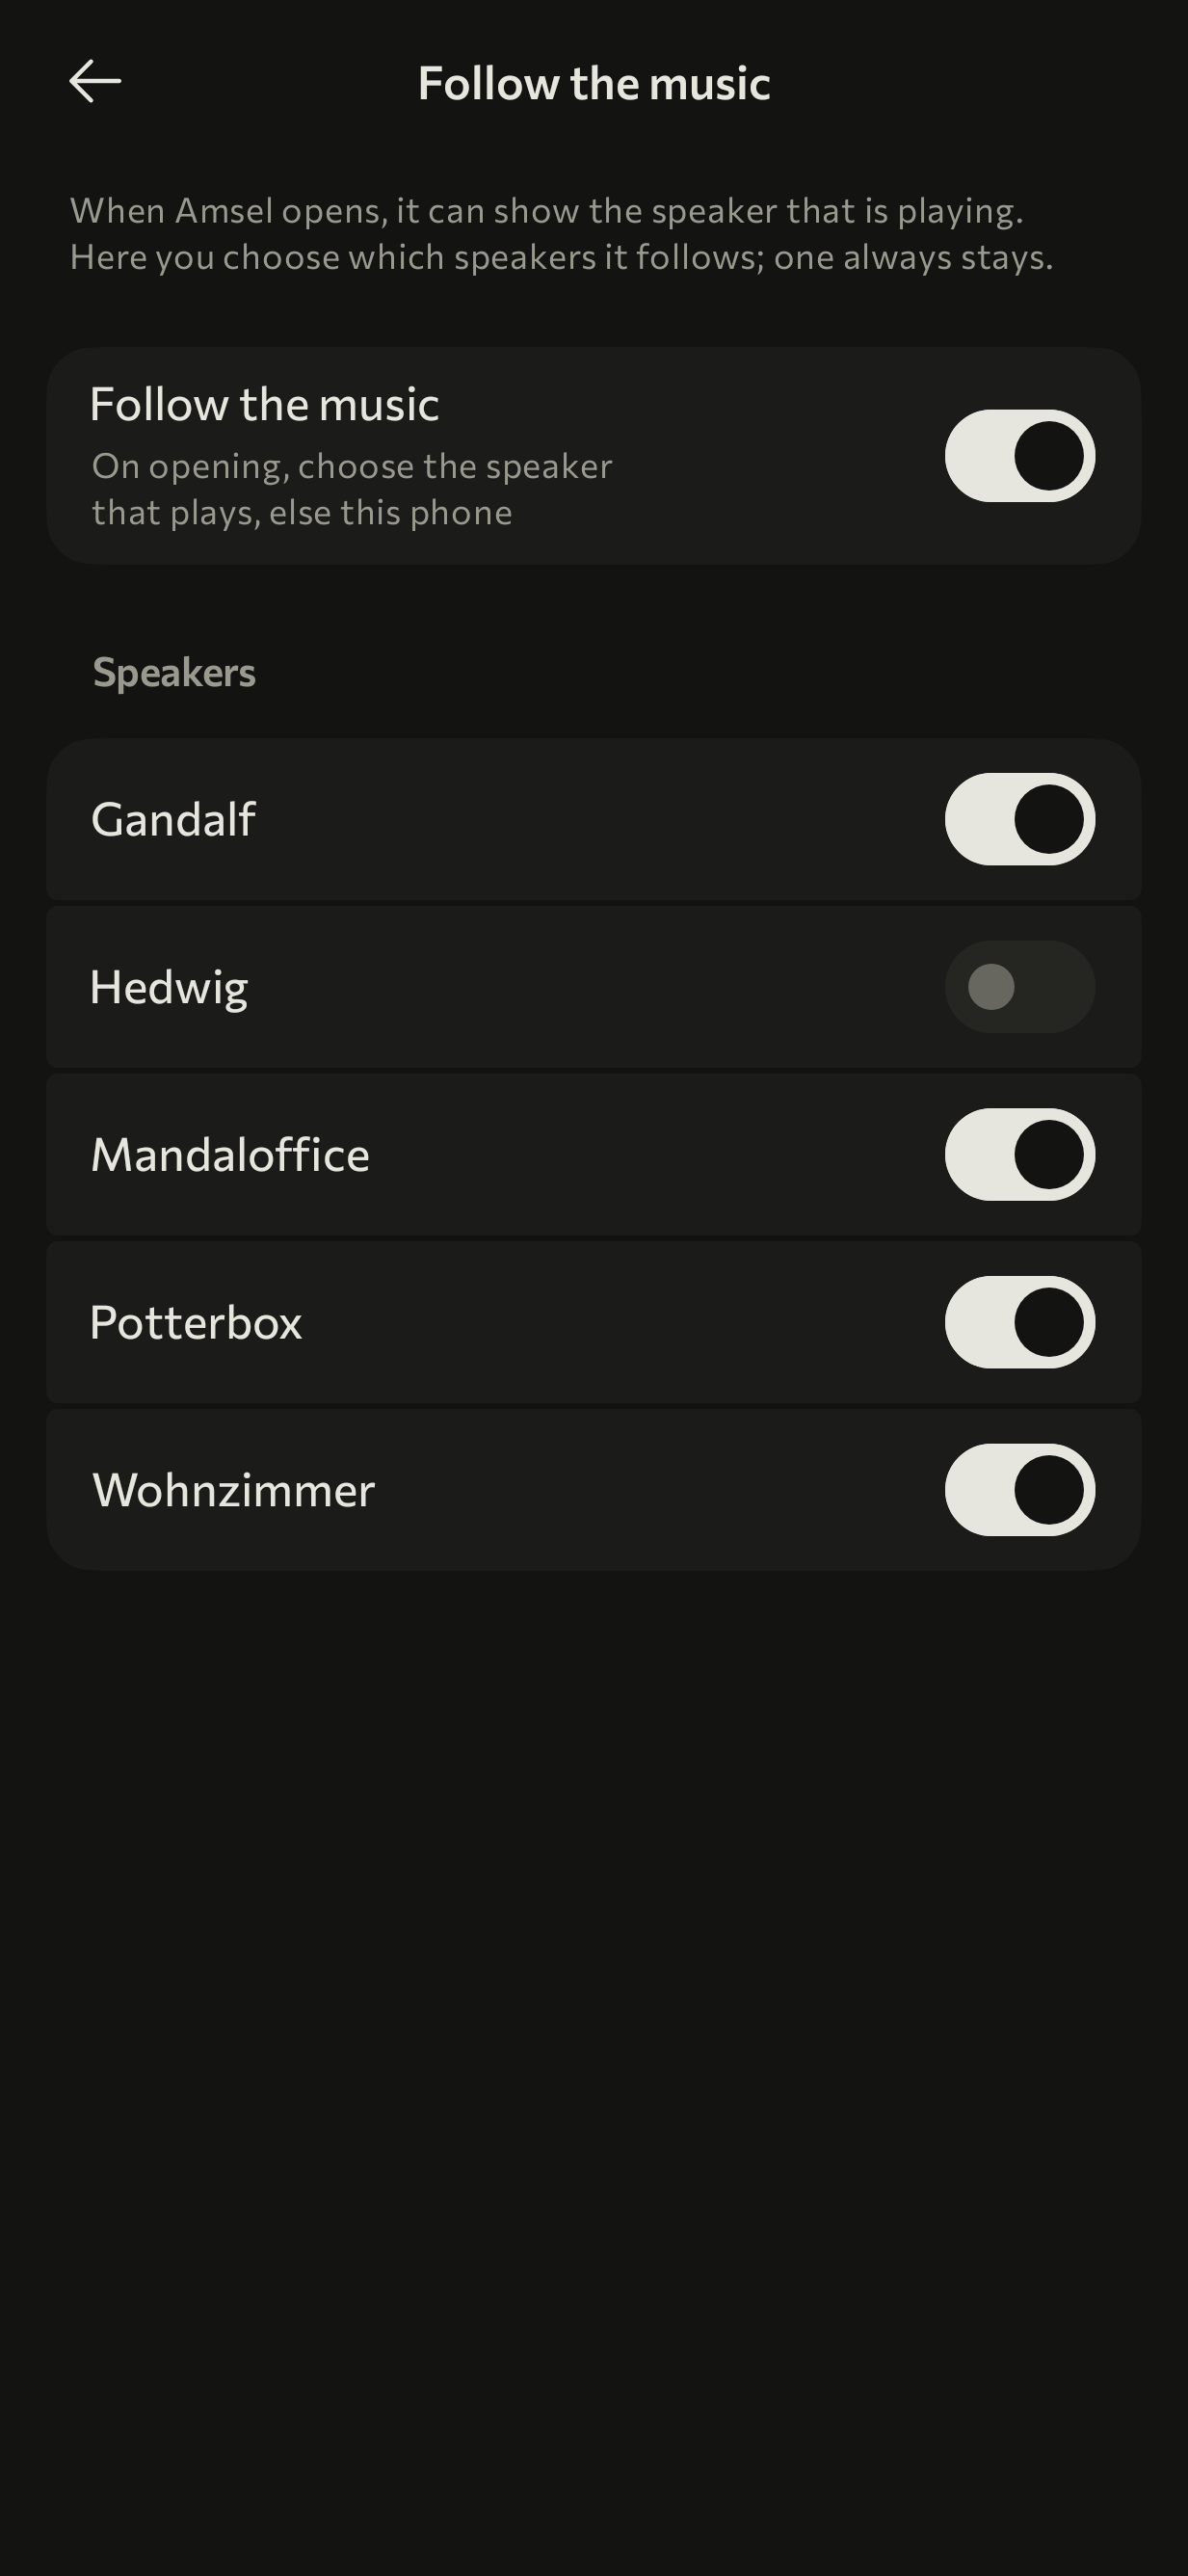 Follow the music
When Amsel opens, it can show the speaker that is playing.
Here you choose which speakers it follows; one always stays.
Follow the music
On opening, choose the speaker
that plays, else this phone
Speakers
Gandalf
Hedwig
Mandaloffice
Potterbox
Wohnzimmer